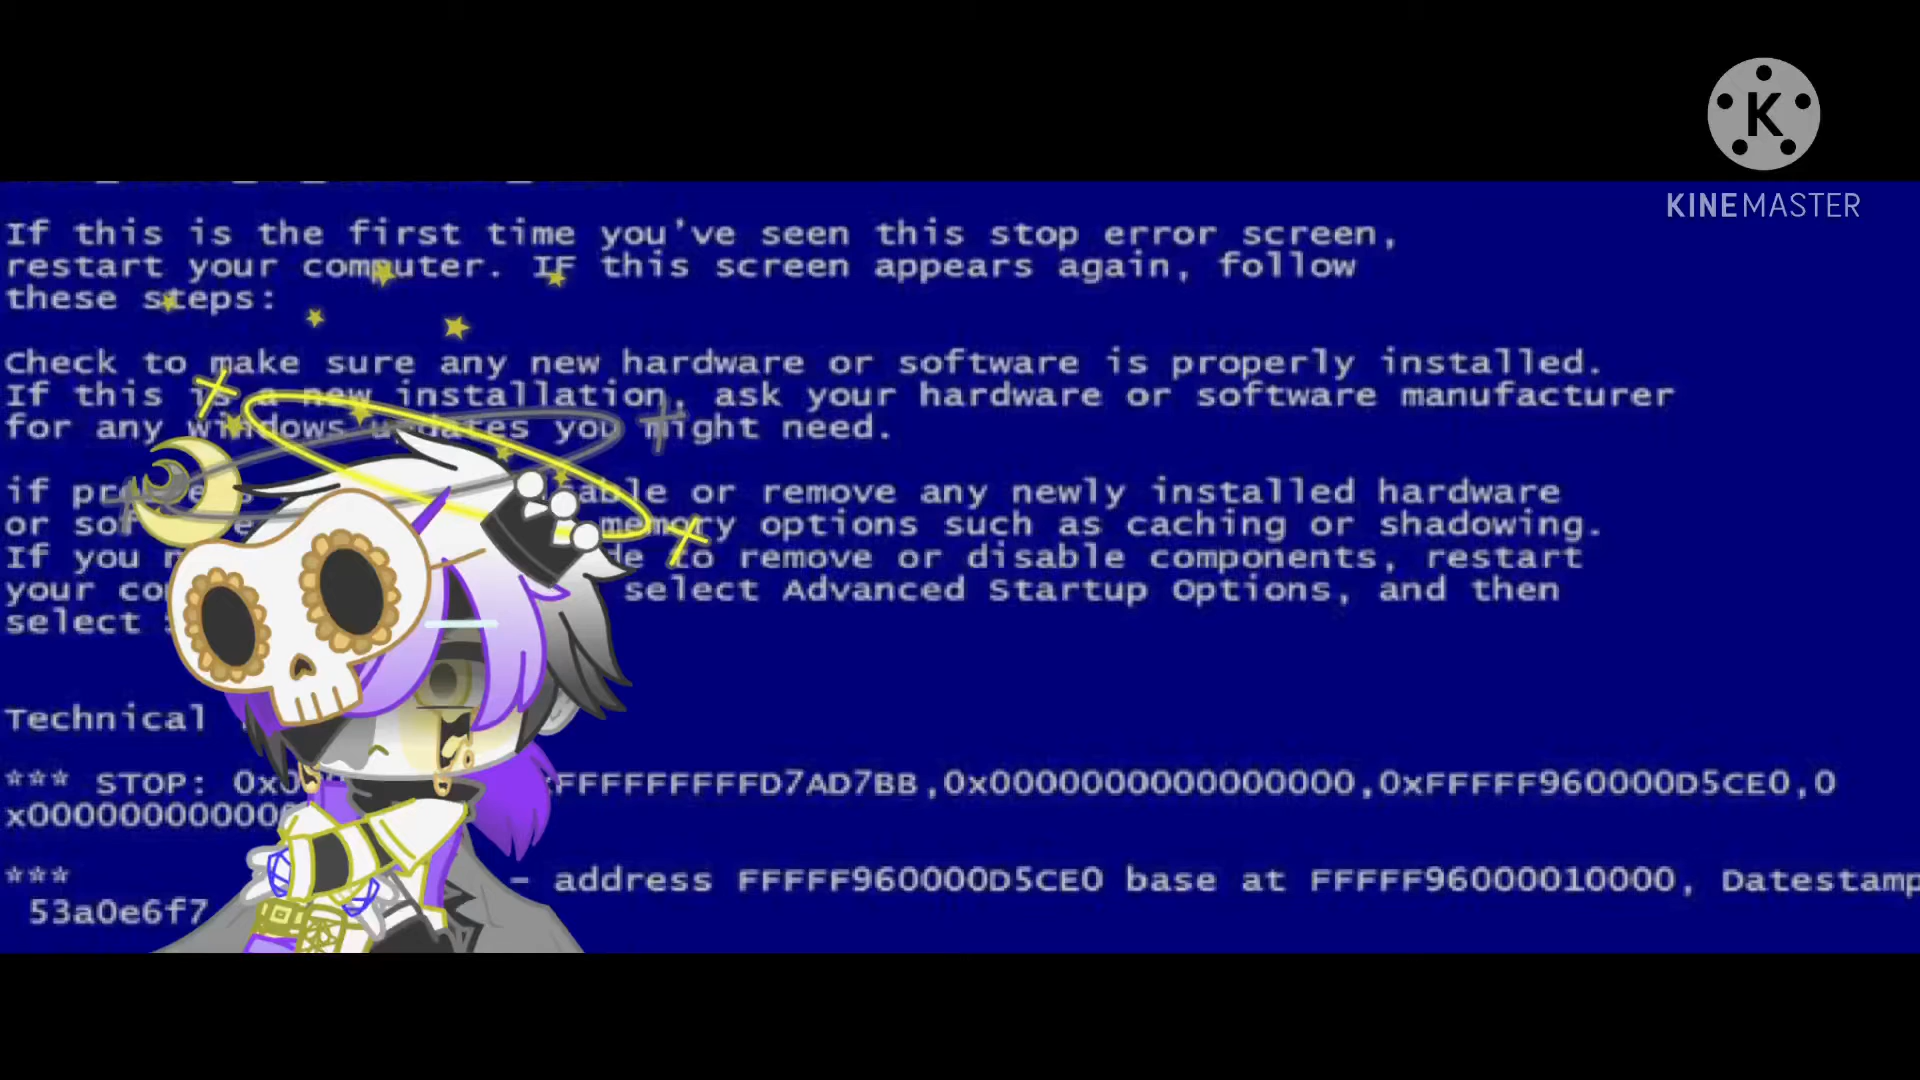 K
KINEMASTER
If this is the first time you've seen this stop error screen,
restart your computer. IF this screen appears again, follow
these steps:
Check to make sure any new hardware or software is properly installed.
If this is a new installation, ask your hardware or software manufacturer
for any windows updates you might need.
if or remove any newly installed hardware
or memory options such as caching or shadowing.
If you to remove or disable components, restart
your select Advanced Startup Options, and then
select
Technical
*** STOP: 0x0000000000000000,0xFFFFF960000D5CE0,0
*** - address FFFFF960000D5CE0 base at FFFFF96000010000, Datestamp
53a0e6f7